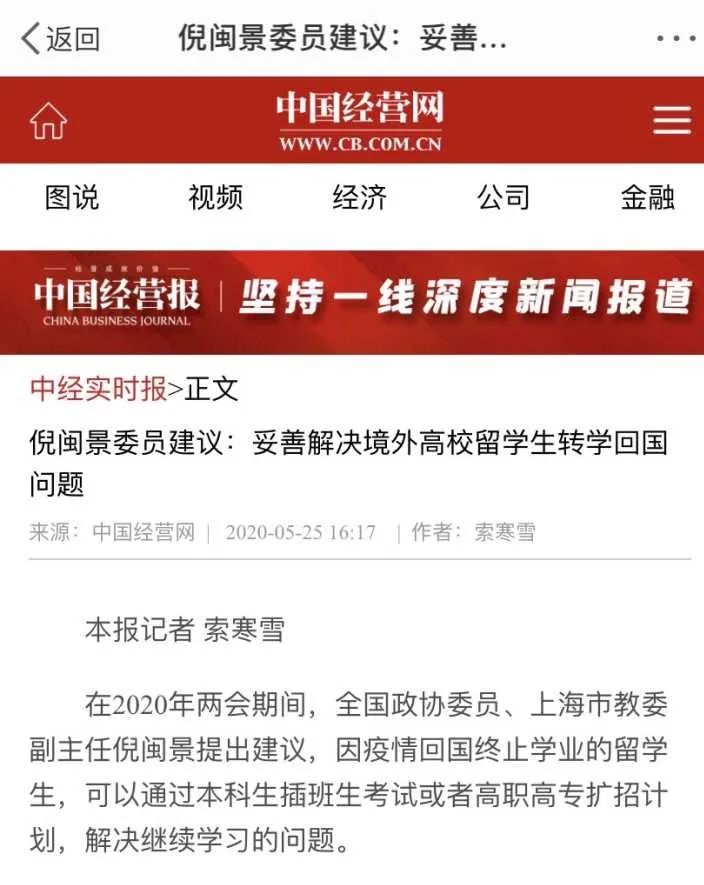 返回
倪闽景委员建议：妥善...
中国经营网
WWW.CB.COM.CN
图说
视频
经济
公司
金融
经营成就价值
中国经营报
CHINA BUSINESS JOURNAL
坚持一线深度新闻报道
中经实时报>正文
倪闽景委员建议：妥善解决境外高校留学生转学回国
问题
来源：中国经营网| 2020-05-25 16:17 |作者：索寒雪
本报记者 索寒雪
在2020年两会期间，全国政协委员、上海市教委
副主任倪闽景提出建议，因疫情回国终止学业的留学
生，可以通过本科生插班生考试或者高职高专扩招计
划，解决继续学习的问题。